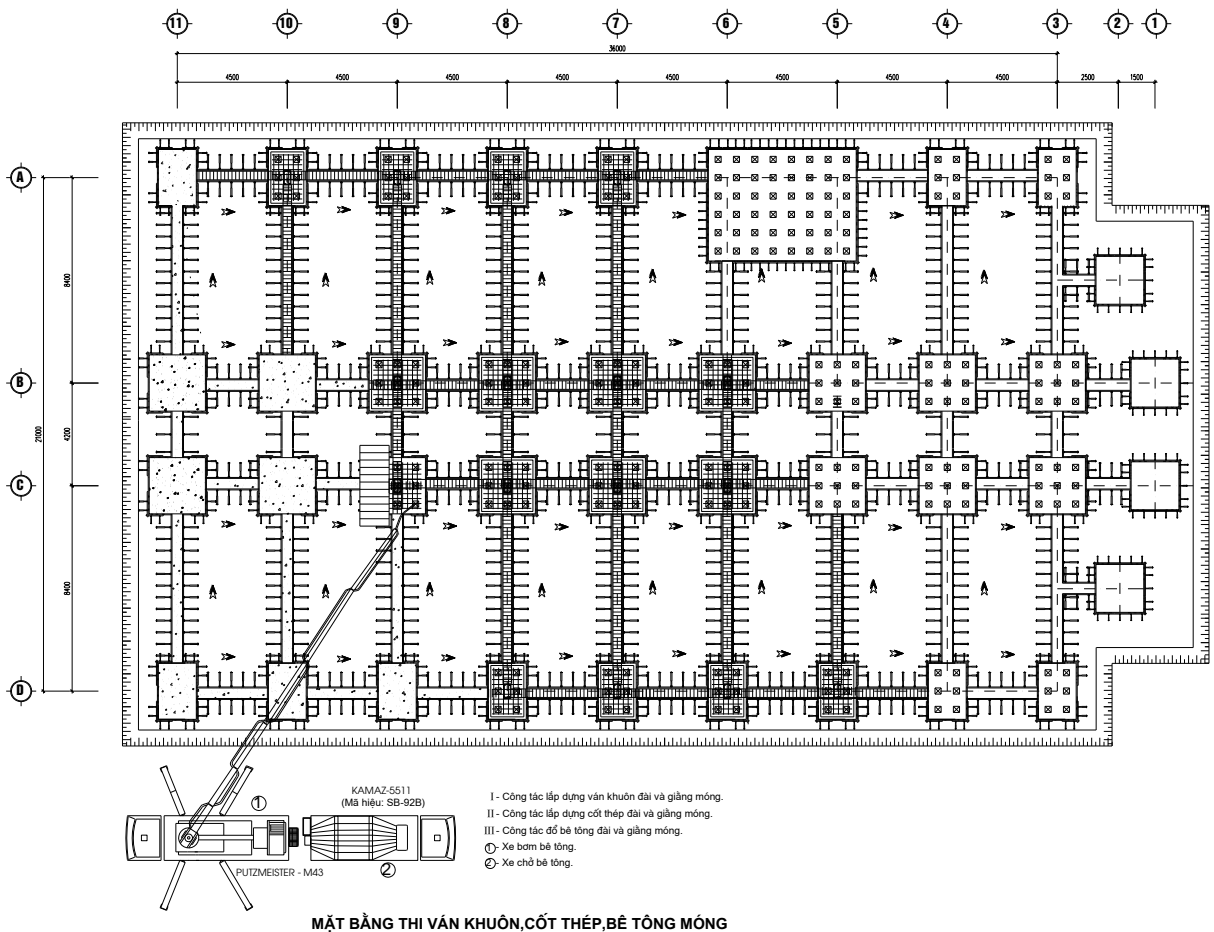 11 10 9 8 7 6 5 4 3 2 1
36000
4500 4500 4500 4500 4500 4500 4500 4500 2500 1500
A
8400
B
21000
4200
C
8400
D
1
KAMAZ-5511
(Mã hiệu: SB-92B)
PUTZMEISTER - M43
2
I - Công tác lắp dựng ván khuôn đài và giằng móng.
II - Công tác lắp dựng cốt thép đài và giằng móng.
III - Công tác đổ bê tông đài và giằng móng.
1 - Xe bơm bê tông.
2 - Xe chở bê tông.
MẶT BẰNG THI VÁN KHUÔN,CỐT THÉP,BÊ TÔNG MÓNG